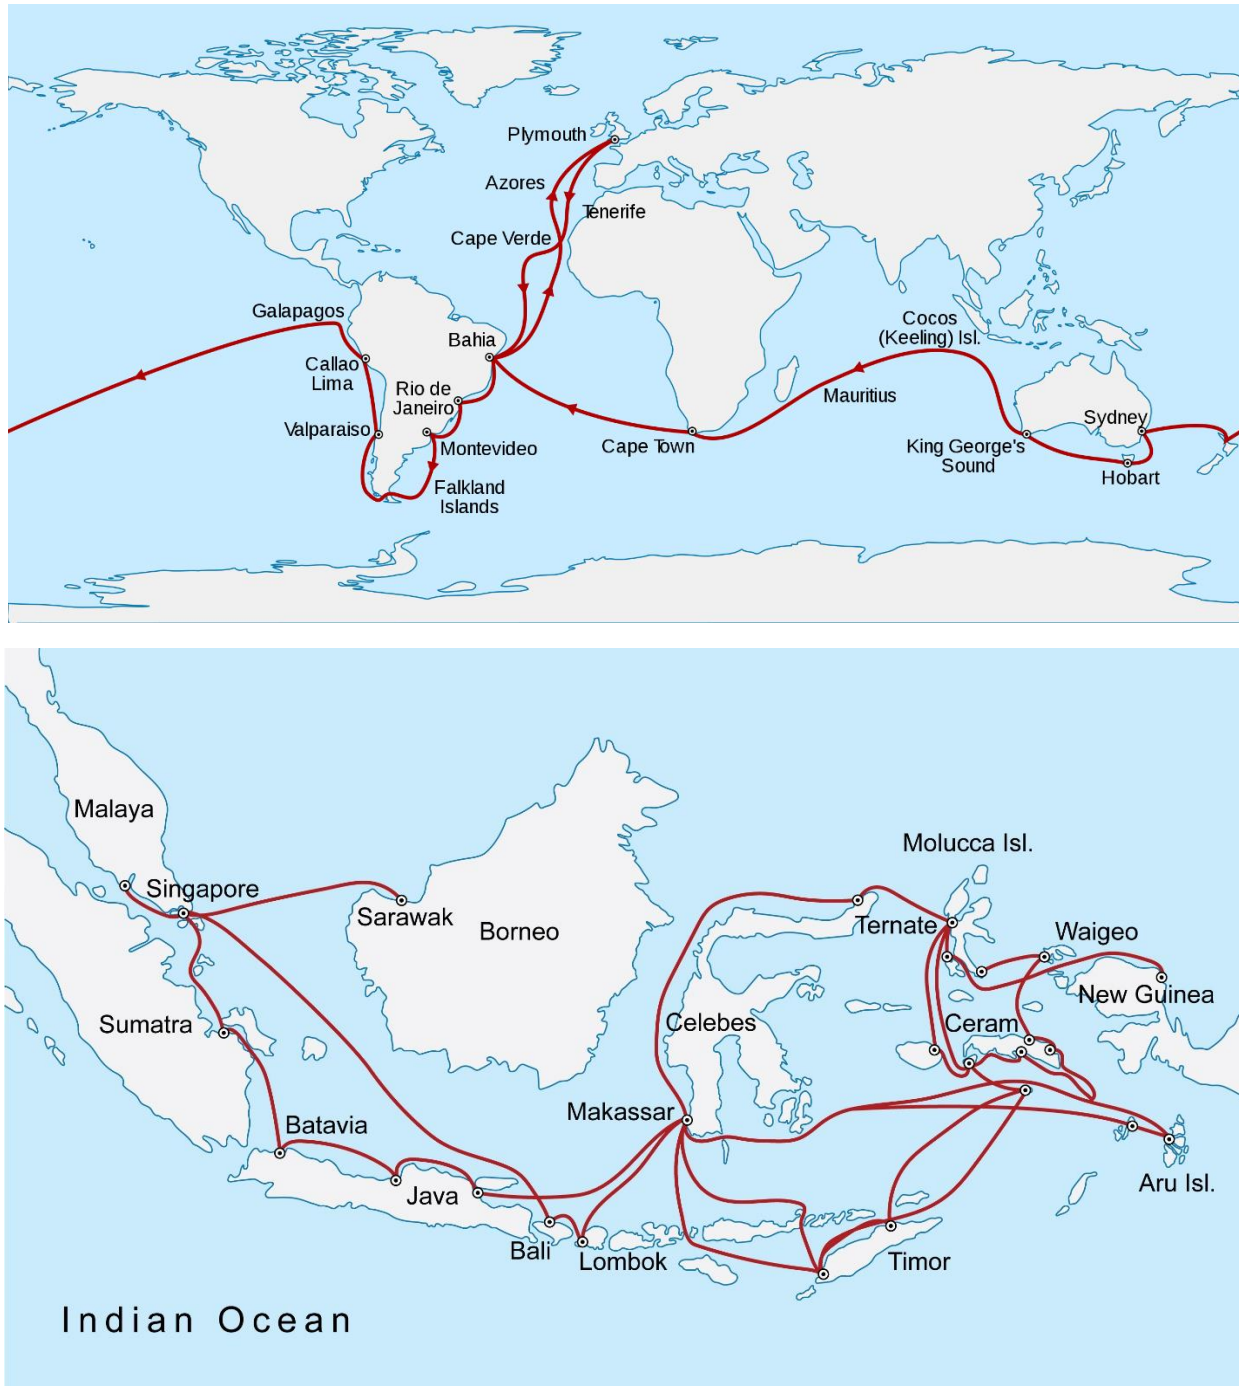 Plymouth
Azores
Tenerife
Cape Verde
Galapagos
Bahia
Callao
Lima
Rio de
Janeiro
Valparaiso
Montevideo
Falkland
Islands
Cape Town
Mauritius
Cocos
(Keeling) Isl.
King George's
Sound
Sydney
Hobart
Malaya
Singapore
Sarawak
Borneo
Sumatra
Molucca Isl.
Ternate
Waigeo
New Guinea
Celebes
Ceram
Batavia
Makassar
Java
Bali
Lombok
Timor
Aru Isl.
Indian Ocean